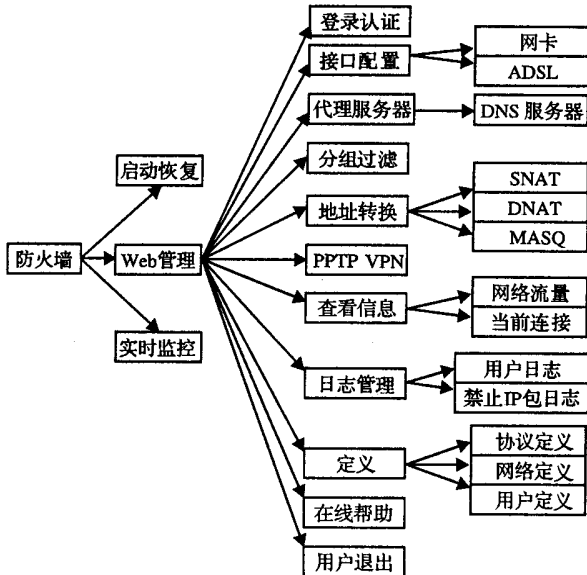 登录认证
接口配置
网卡
ADSL
代理服务器
DNS 服务器
分组过滤
启动恢复
地址转换
SNAT
DNAT
MASQ
防火墙
Web管理
PPTP VPN
查看信息
网络流量
当前连接
实时监控
日志管理
用户日志
禁止IP包日志
定义
协议定义
网络定义
用户定义
在线帮助
用户退出